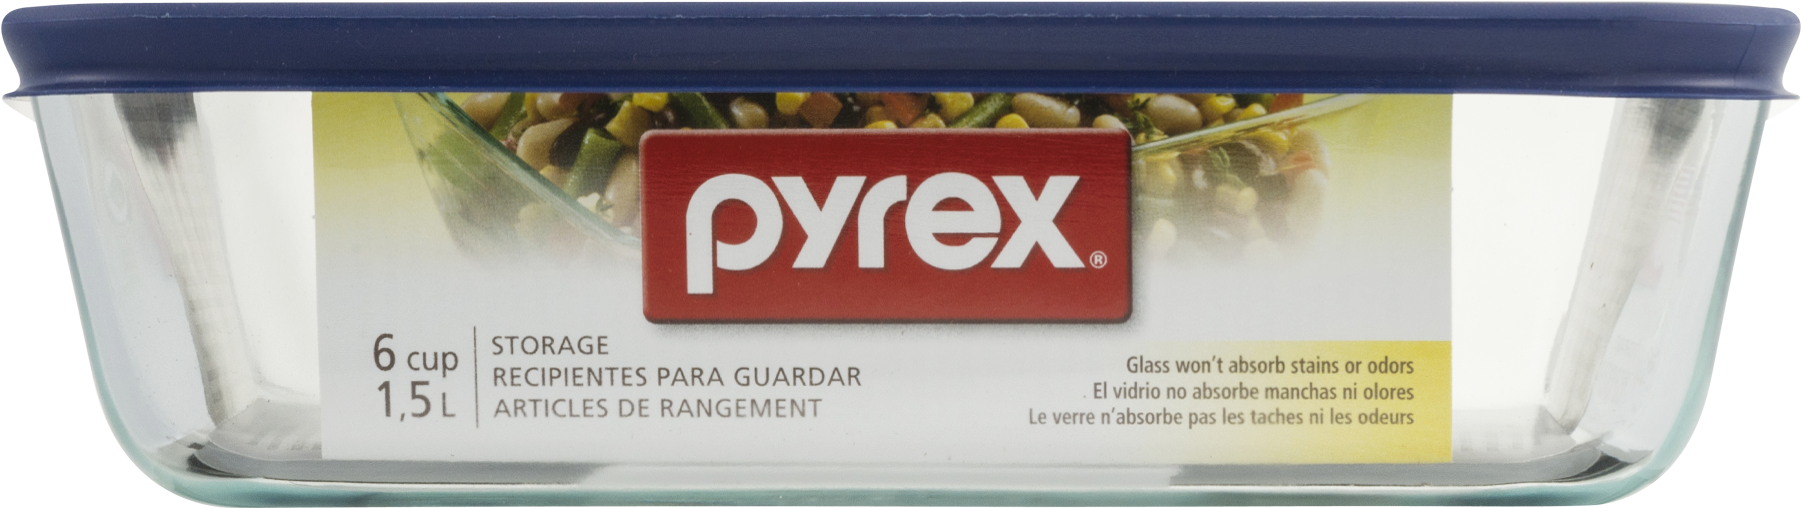 pyrex®
6 cup
1,5 L
STORAGE
RECIPIENTES PARA GUARDAR
ARTICLES DE RANGEMENT
Glass won't absorb stains or odors
El vidrio no absorbe manchas ni olores
Le verre n'absorbe pas les taches ni les odeurs